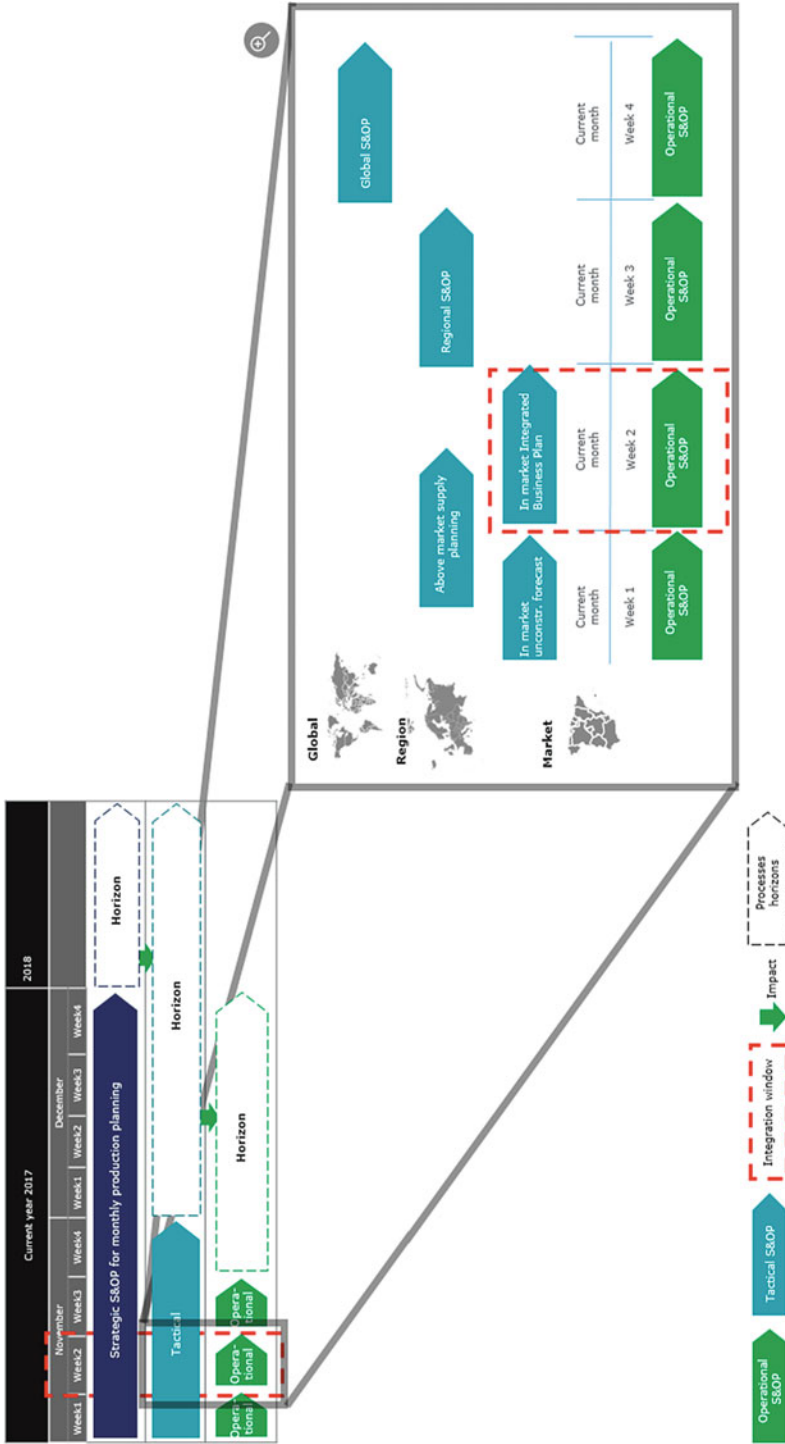 Current year 2017
2018
November
December
Week1
Week2
Week3
Week4
Week1
Week2
Week3
Week4
Strategic S&OP for monthly production planning
Horizon
Tactical
Horizon
Opera-
tional
Opera-
tional
Opera-
tional
Horizon
Global
Region
Market
Global S&OP
Regional S&OP
Above market supply
planning
In market
unconstr. forecast
In market Integrated
Business Plan
Current
month
Current
month
Current
month
Current
month
Week 1
Week 2
Week 3
Week 4
Operational
S&OP
Operational
S&OP
Operational
S&OP
Operational
S&OP
Operational
S&OP
Tactical S&OP
Integration window
Impact
Processes
horizons